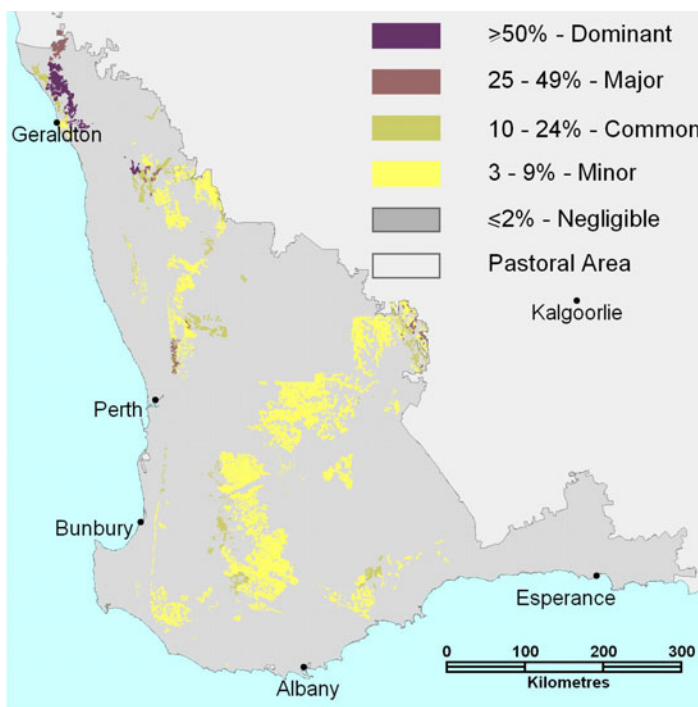 ≥50% - Dominant
25 - 49% - Major
10 - 24% - Common
3 - 9% - Minor
≤2% - Negligible
Pastoral Area
Geraldton
Kalgoorlie
Perth
Bunbury
Esperance
Albany
0 100 200 300
Kilometres